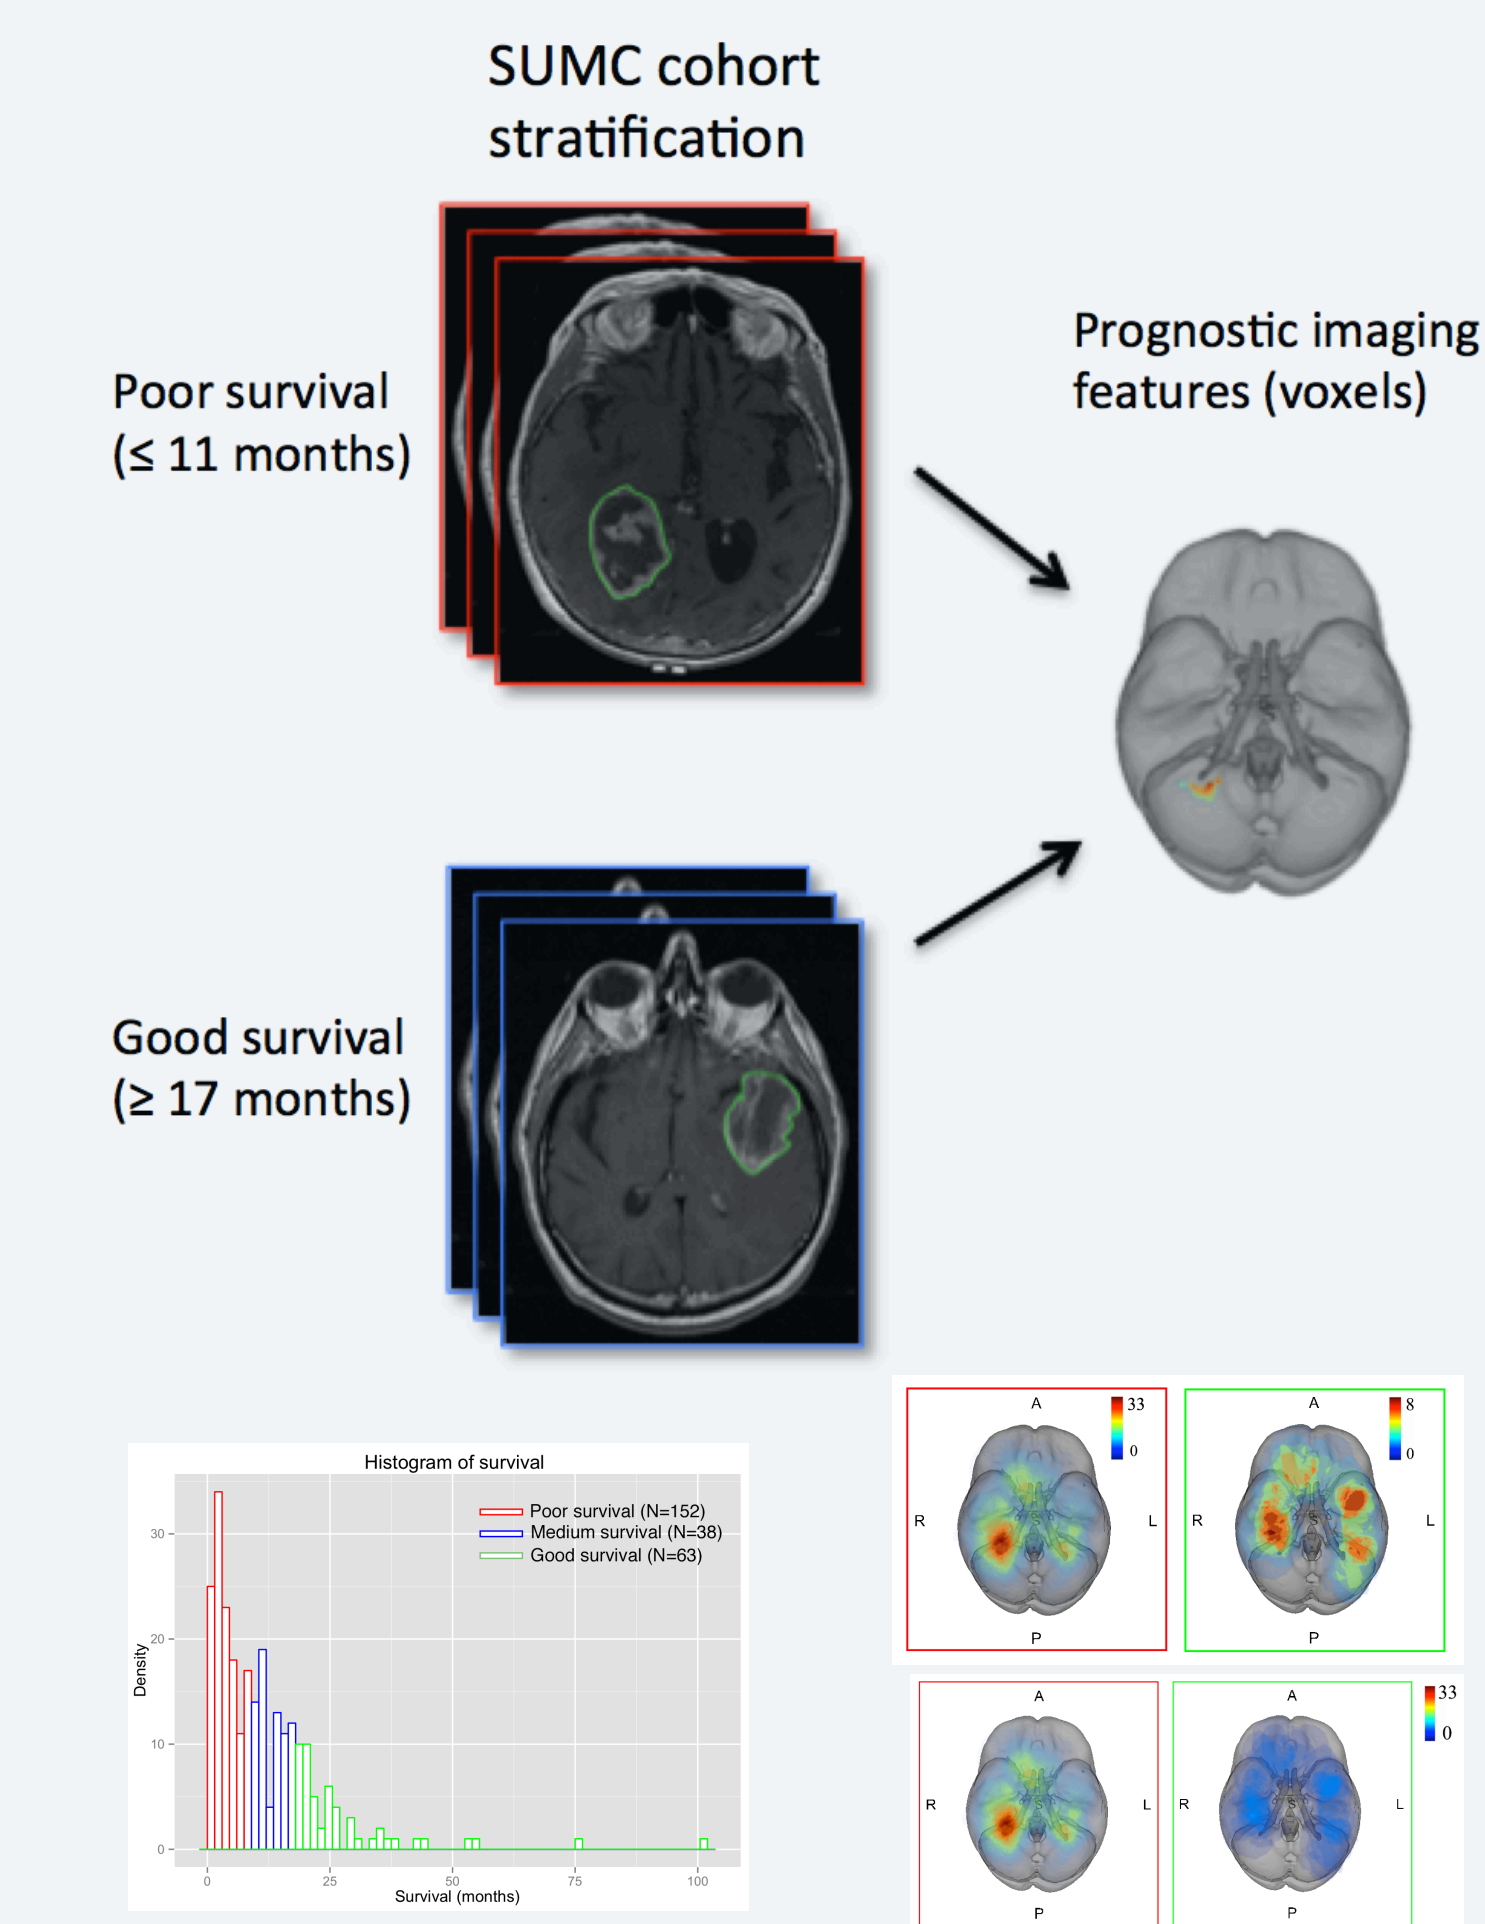 SUMC cohort
stratification
Poor survival
(≤ 11 months)
Prognostic imaging
features (voxels)
S
Good survival
(≥ 17 months)
Histogram of survival
Poor survival (N=152)
Medium survival (N=38)
Good survival (N=63)
Density
30
20
10
0
0
25
50
75
100
Survival (months)
A
33
0
R
S
L
P
A
8
0
R
S
L
P
A
R
S
L
P
A
33
0
R
S
L
P